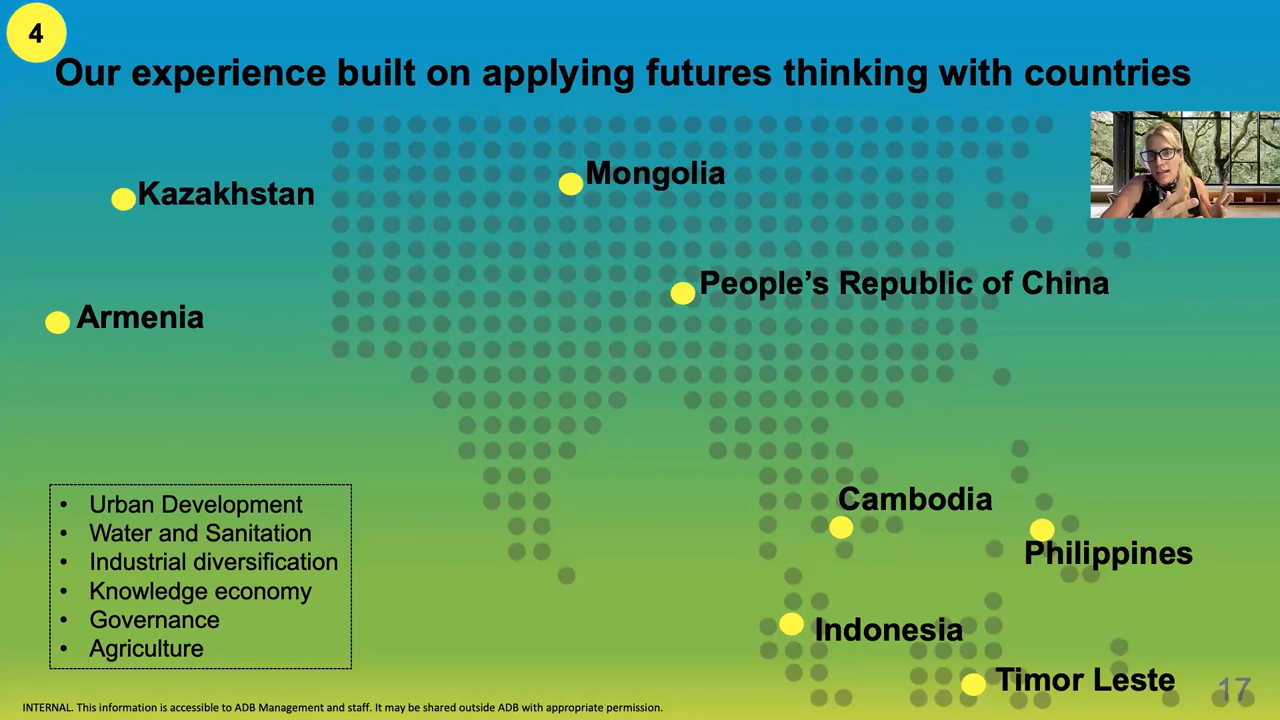 4
Our experience built on applying futures thinking with countries
Kazakhstan
Mongolia
People’s Republic of China
Armenia
Cambodia
Philippines
Indonesia
Timor Leste
• Urban Development
• Water and Sanitation
• Industrial diversification
• Knowledge economy
• Governance
• Agriculture
INTERNAL. This information is accessible to ADB Management and staff. It may be shared outside ADB with appropriate permission.
17